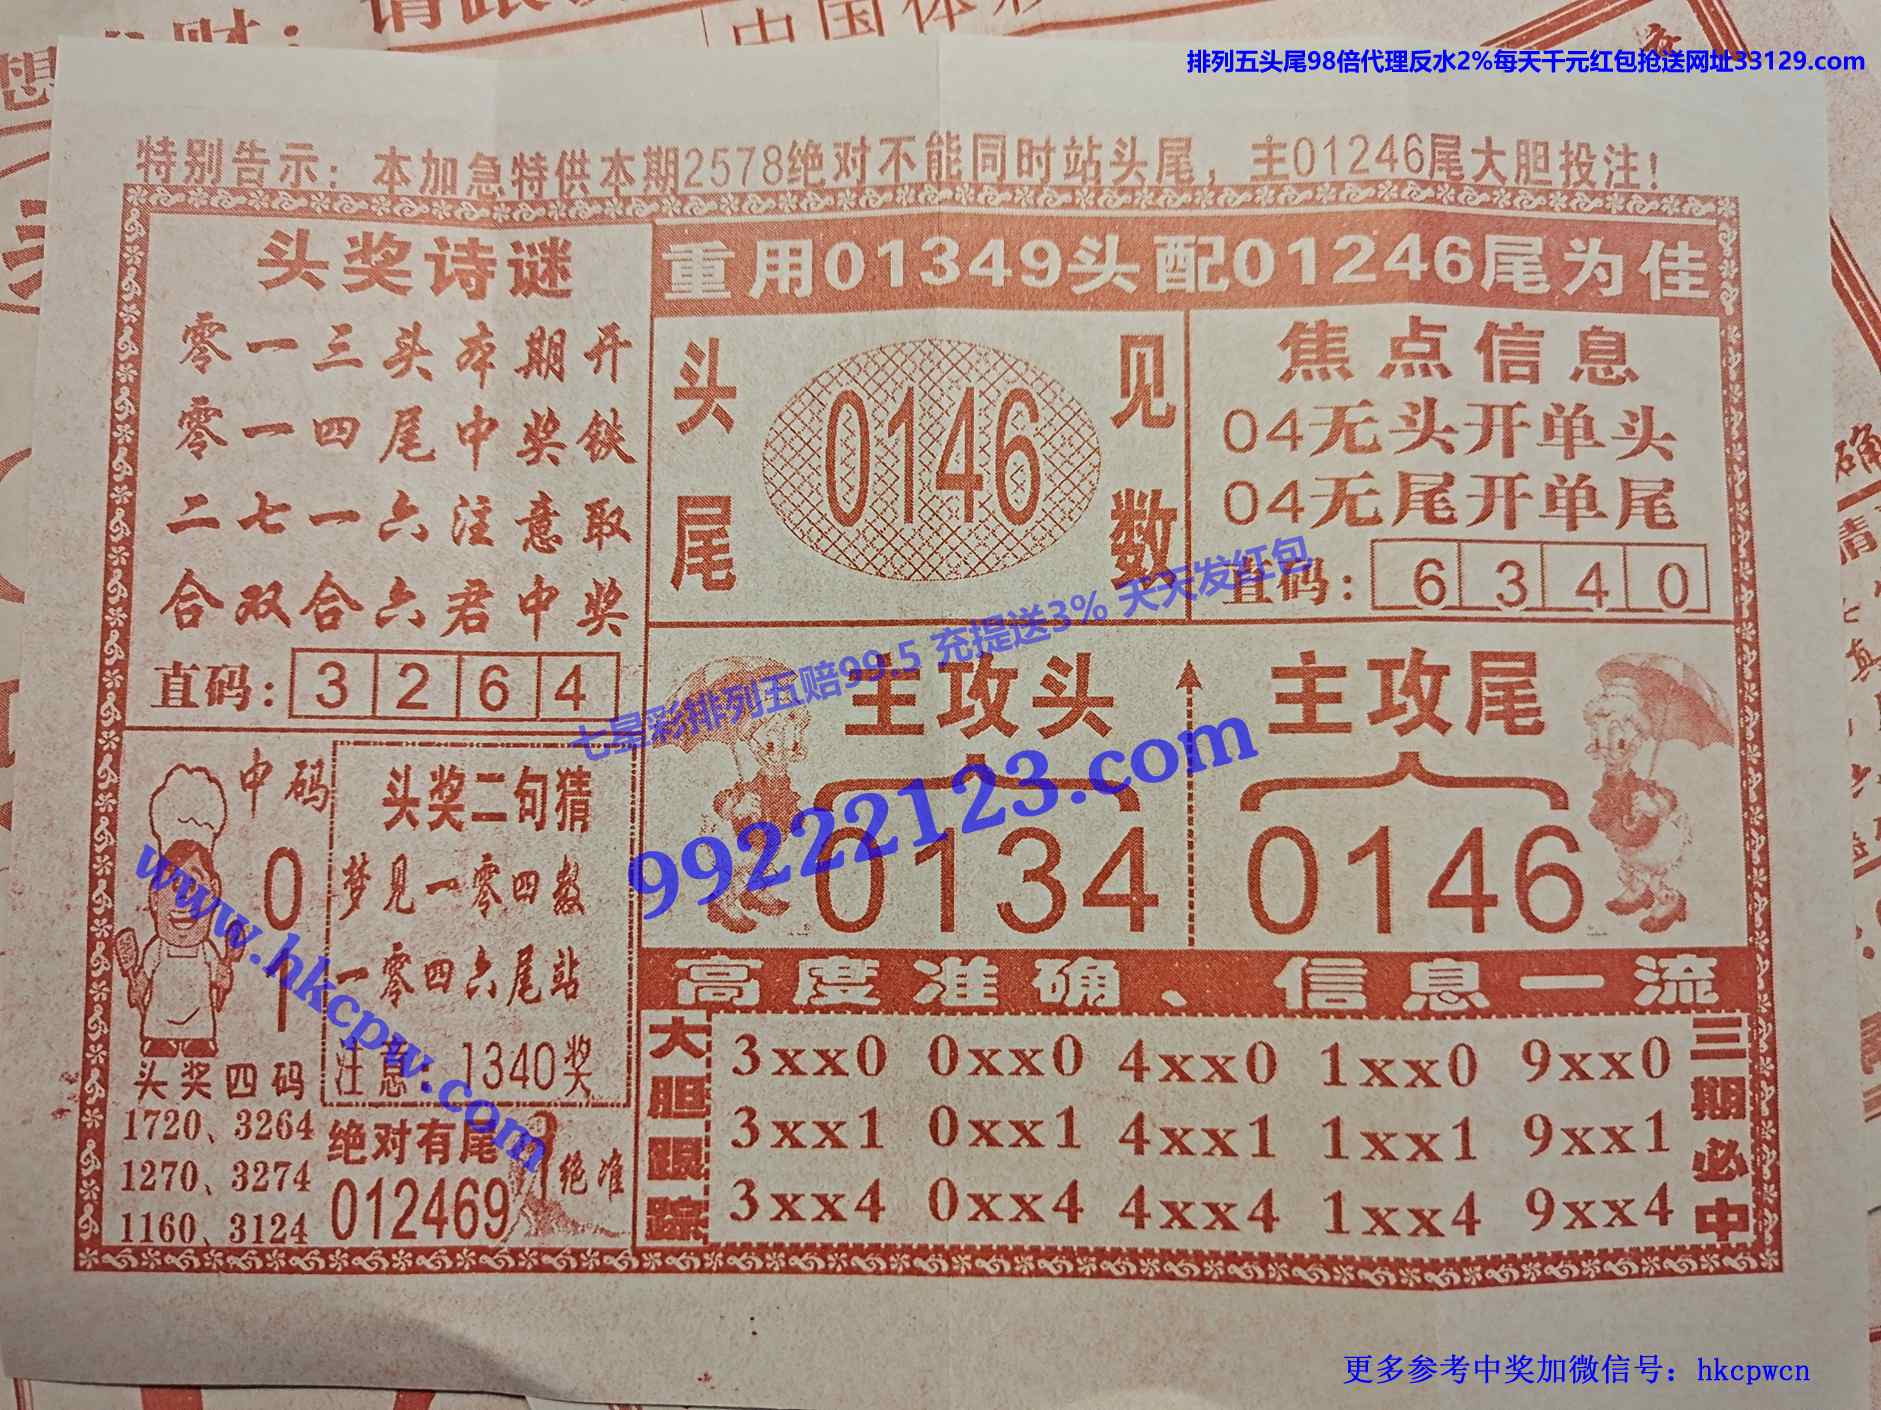 排列五头尾98倍代理反水2%每天千元红包抢送网址33129.com
中国体彩
特别告示：本加急特供本期2578绝对不能同时站头尾，主01246尾大胆投注！
头奖诗谜
零一三头本期开
零一四尾中奖铁
二七一六注意取
合双合六君中奖
直码：3264
重用01349头配01246尾为佳
头尾
0146
见数
焦点信息
04无头开单头
04无尾开单尾
直码：6340
七星彩排列五赔99.5 充提送3% 天天发红包
99222123.com
主攻头
0134
主攻尾
0146
申码
0
1
www.hkcpw.com
头奖四码
1720、3264
1270、3274
1160、3124
头奖二句猜
梦见一零四数
一零四六尾站
注意：1340奖
绝对有尾
012469
绝准
高度准确、信息一流
大胆跟踪
3xx0 0xx0 4xx0 1xx0 9xx0
3xx1 0xx1 4xx1 1xx1 9xx1
3xx4 0xx4 4xx4 1xx4 9xx4
三期必中
更多参考中奖加微信号：hkcpwcn